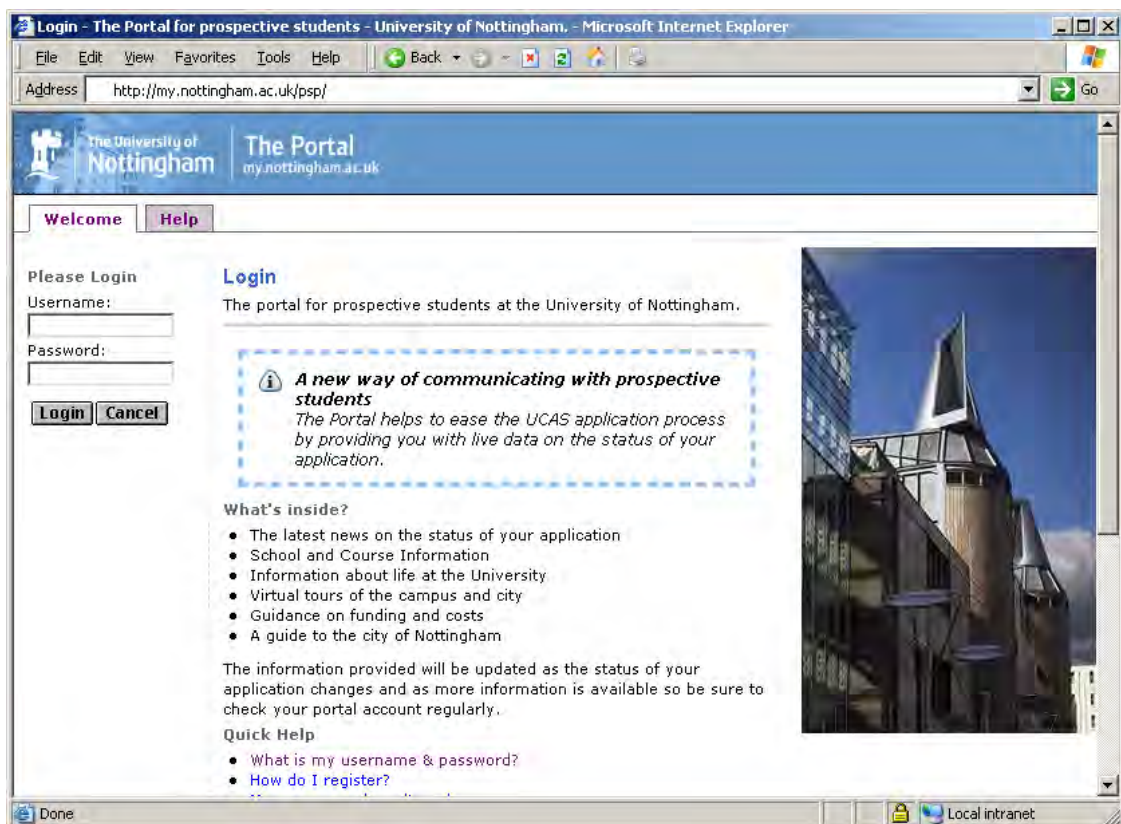 Login - The Portal for prospective students - University of Nottingham. - Microsoft Internet Explorer
File Edit View Favorites Tools Help Back
Address http://my.nottingham.ac.uk/psp/ Go
The University of
Nottingham
The Portal
my.nottingham.ac.uk
Welcome Help
Please Login
Username:
Password:
Login Cancel
Login
The portal for prospective students at the University of Nottingham.
A new way of communicating with prospective
students
The Portal helps to ease the UCAS application process
by providing you with live data on the status of your
application.
What's inside?
The latest news on the status of your application
School and Course Information
Information about life at the University
Virtual tours of the campus and city
Guidance on funding and costs
A guide to the city of Nottingham
The information provided will be updated as the status of your
application changes and as more information is available so be sure to
check your portal account regularly.
Quick Help
What is my username & password?
How do I register?
Done Local intranet